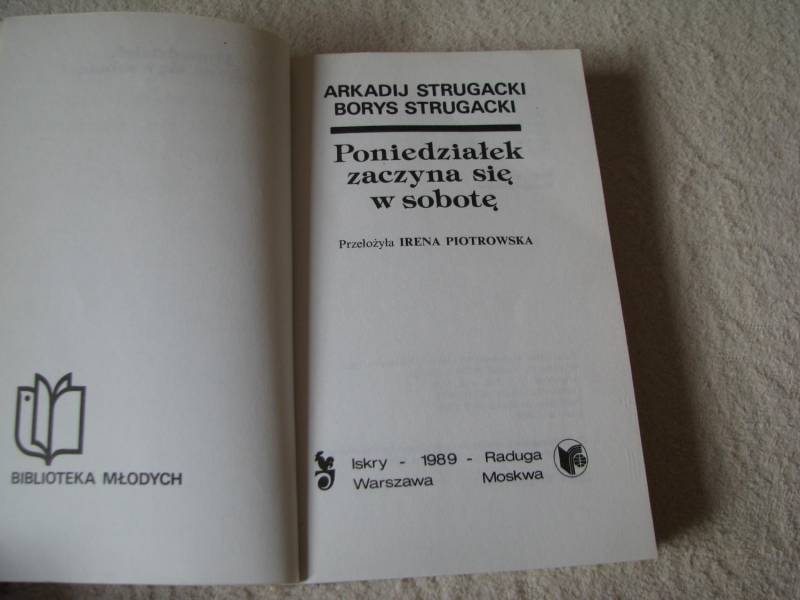 BIBLIOTEKA MŁODYCH
ARKADIJ STRUGACKI
BORYS STRUGACKI
Poniedziałek
zaczyna się
w sobotę
Przełożyła IRENA PIOTROWSKA
Iskry - 1989 - Raduga
Warszawa Moskwa